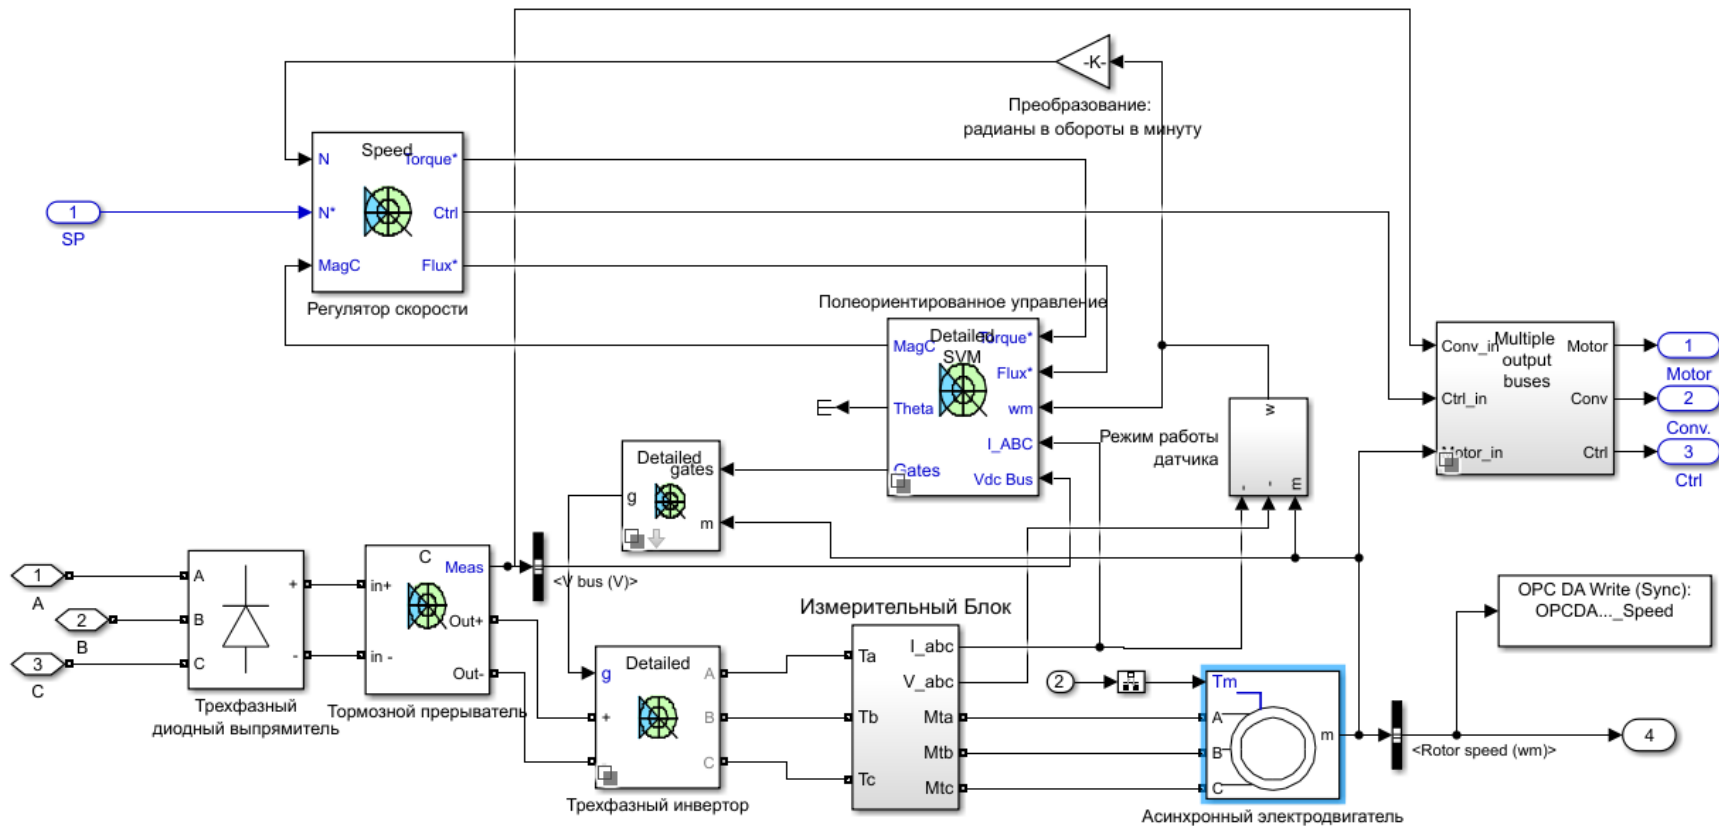 -K-
Преобразование:
радианы в обороты в минуту
Speed
N
Torque*
1
N*
Ctrl
SP
MagC
Flux*
Регулятор скорости
Полеориентированное управление
Detailed
SVM
MagC
Torque*
Flux*
Theta
wm
I_ABC
Gates
Vdc Bus
w
-
-
m
Режим работы
датчика
Multiple
output
buses
Conv_in
Motor
1
Motor
Ctrl_in
Conv
2
Conv.
Motor_in
Ctrl
3
Ctrl
Detailed
gates
g
m
<V bus (V)>
1
A
2
B
3
C
A
B
C
+
-
Трехфазный
диодный выпрямитель
C
Meas
in+
Out+
in -
Out-
Тормозной прерыватель
Detailed
g
+
-
A
B
C
Трехфазный инвертор
Измерительный Блок
Ta
Tb
Tc
I_abc
V_abc
Mta
Mtb
Mtc
2
Tm
A
B
C
m
Асинхронный электродвигатель
<Rotor speed (wm)>
OPC DA Write (Sync):
OPCDA..._Speed
4